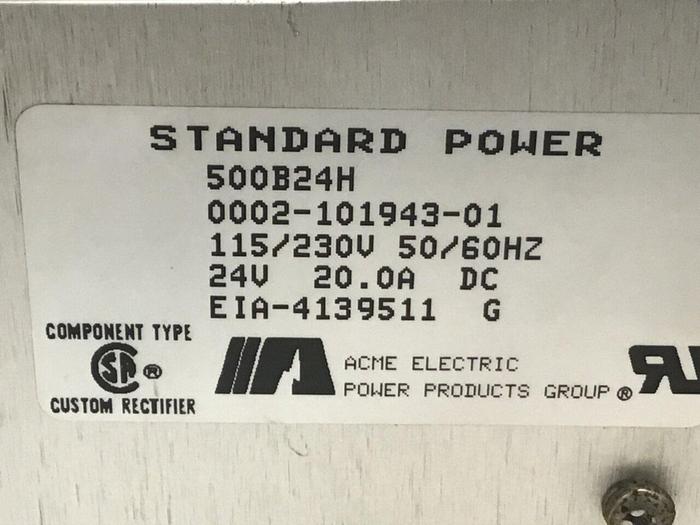 STANDARD POWER
500B24H
0002-101943-01
115/230V 50/60HZ
24V 20.0A DC
EIA-4139511 G
COMPONENT TYPE
SA ®
CUSTOM RECTIFIER
ACME ELECTRIC
POWER PRODUCTS GROUP ®